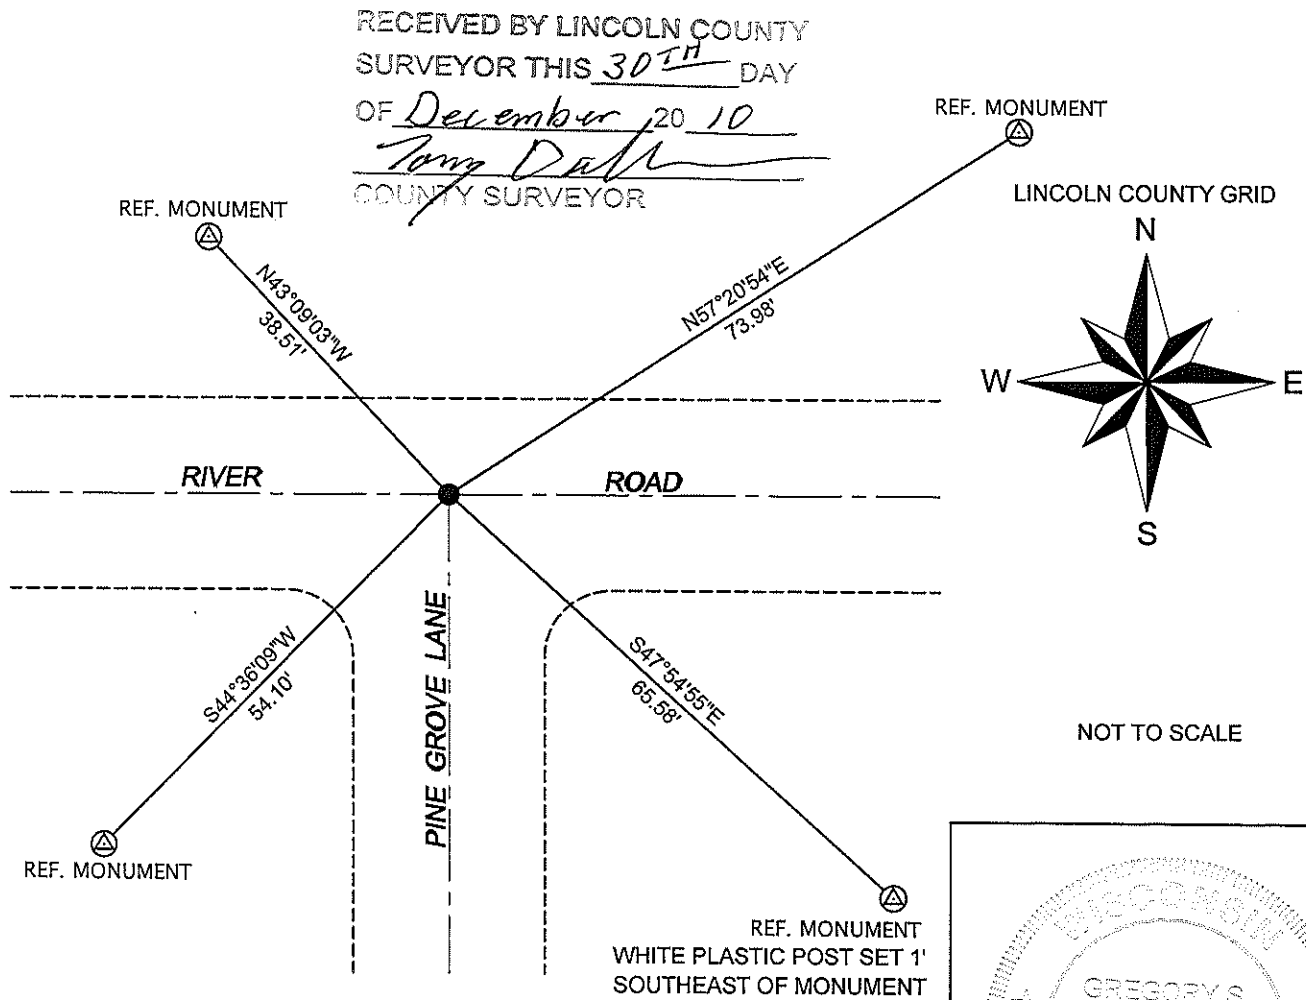 RECEIVED BY LINCOLN COUNTY
SURVEYOR THIS 30TH DAY
OF December 20 10
COUNTY SURVEYOR
REF. MONUMENT
REF. MONUMENT
LINCOLN COUNTY GRID
N
W E
S
N43°09'03"W
38.51'
N57°20'54"E
73.98'
RIVER ROAD
PINE GROVE LANE
S44°36'09"W
54.10'
S47°54'55"E
65.58'
NOT TO SCALE
REF. MONUMENT
REF. MONUMENT
WHITE PLASTIC POST SET 1'
SOUTHEAST OF MONUMENT
WISCONSIN
GREGORY S.